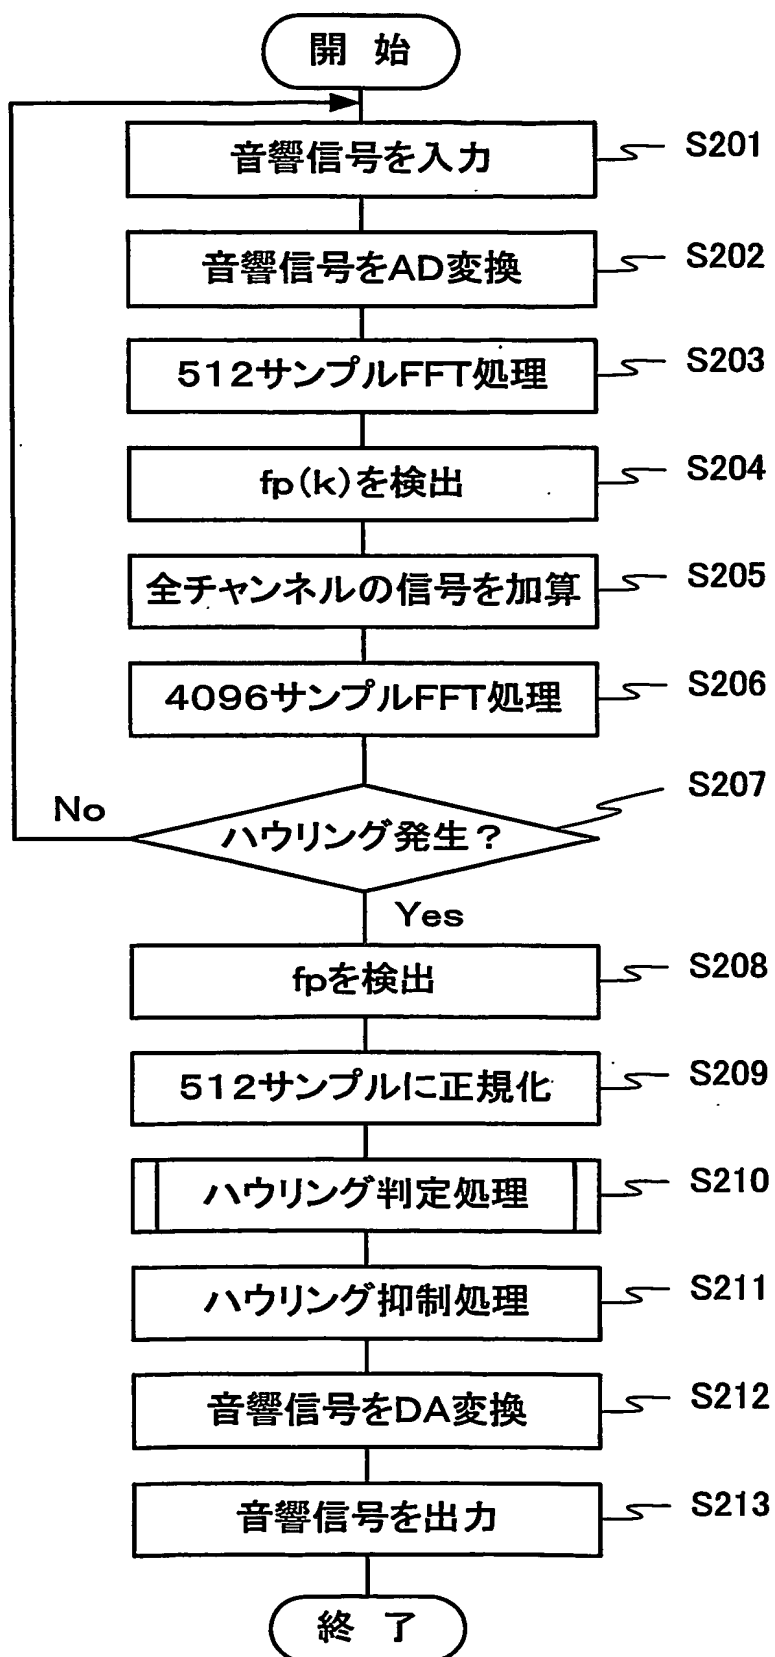 開 始
音響信号を入力
S201
音響信号をAD変換
S202
512サンプルFFT処理
S203
fp(k)を検出
S204
全チャンネルの信号を加算
S205
4096サンプルFFT処理
S206
ハウリング発生?
S207
No
Yes
fpを検出
S208
512サンプルに正規化
S209
ハウリング判定処理
S210
ハウリング抑制処理
S211
音響信号をDA変換
S212
音響信号を出力
S213
終 了